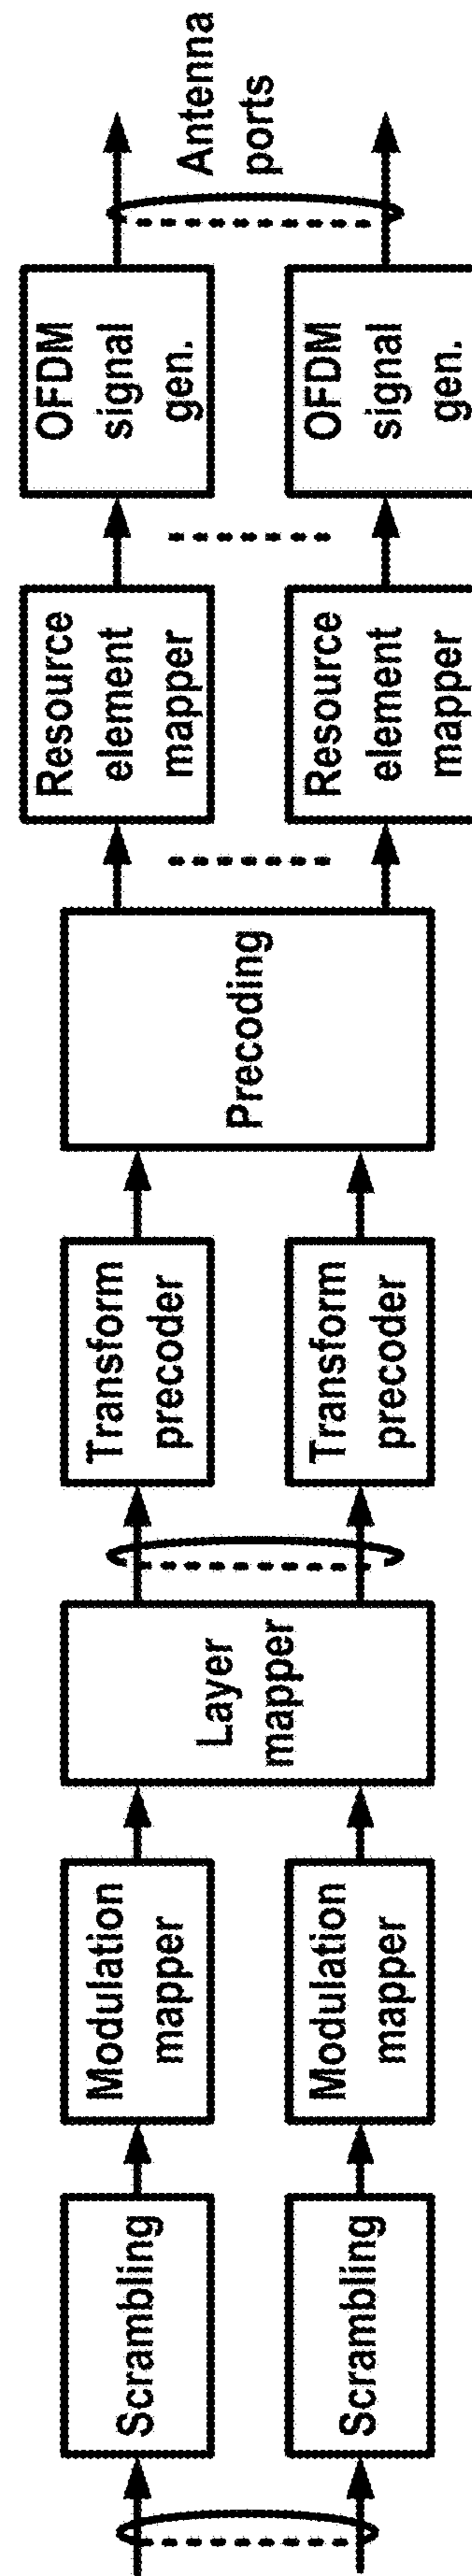 Scrambling
Scrambling
Modulation
mapper
Modulation
mapper
Layer
mapper
Transform
precoder
Transform
precoder
Precoding
Resource
element
mapper
Resource
element
mapper
OFDM
signal
gen.
OFDM
signal
gen.
Antenna
ports